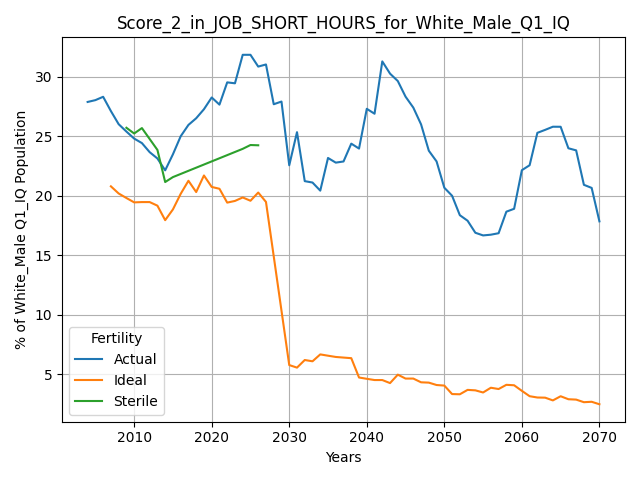 Score_2_in_JOB_SHORT_HOURS_for_White_Male_Q1_IQ
% of White_Male Q1_IQ Population
30
25
20
15
10
5
Fertility
Actual
Ideal
Sterile
2010 2020 2030 2040 2050 2060 2070
Years